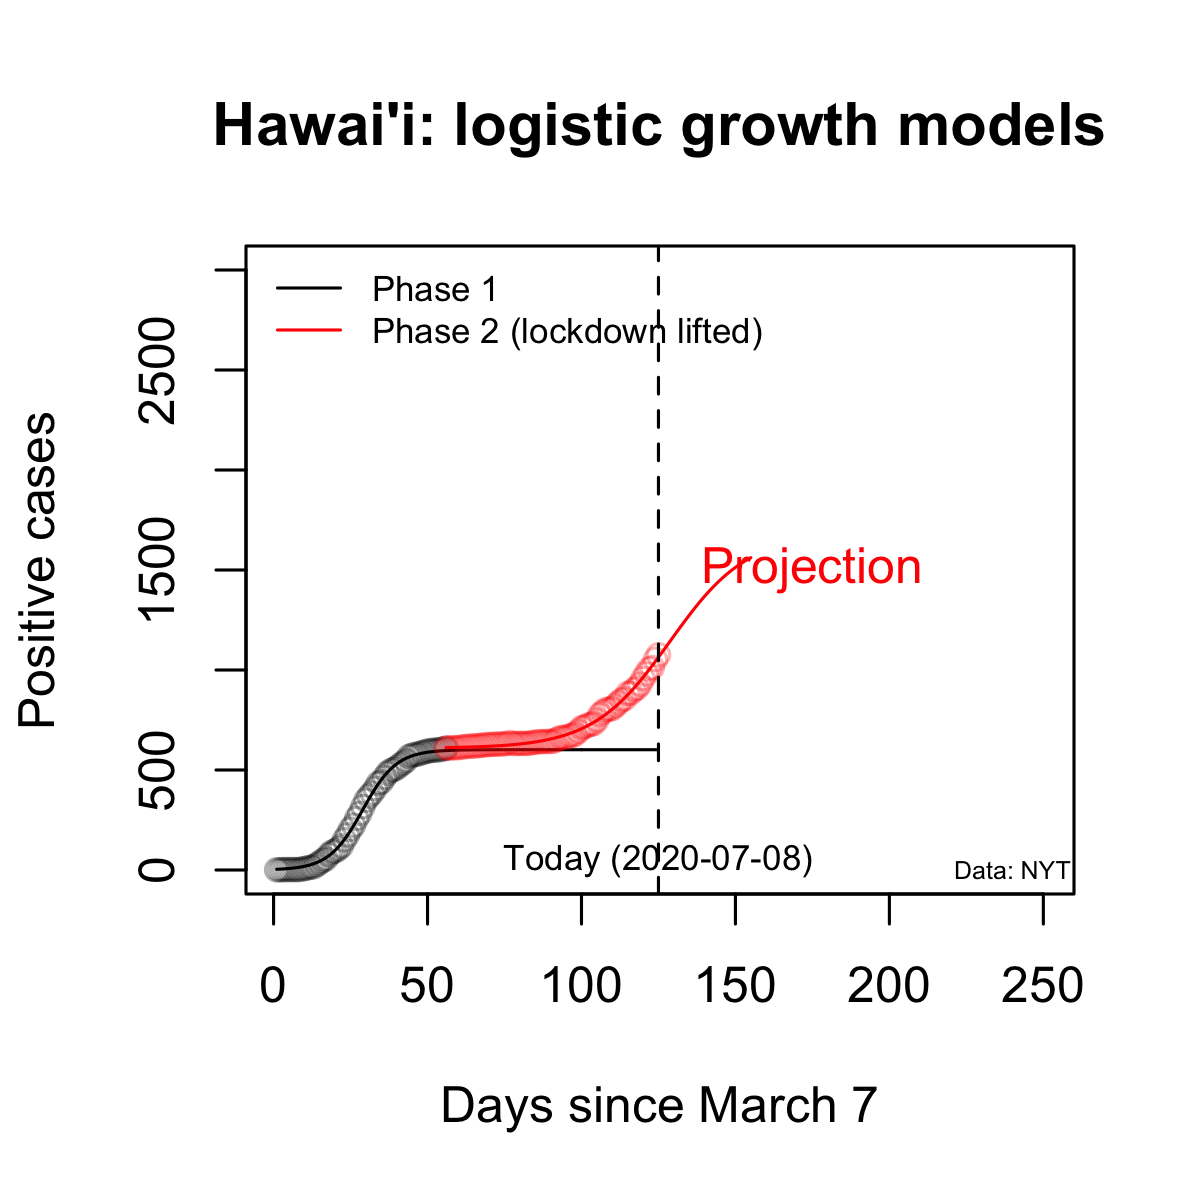 Hawai'i: logistic growth models
Phase 1
Phase 2 (lockdown lifted)
Projection
Today (2020-07-08)
Data: NYT
Positive cases
0
500
1500
2500
0
50
100
150
200
250
Days since March 7